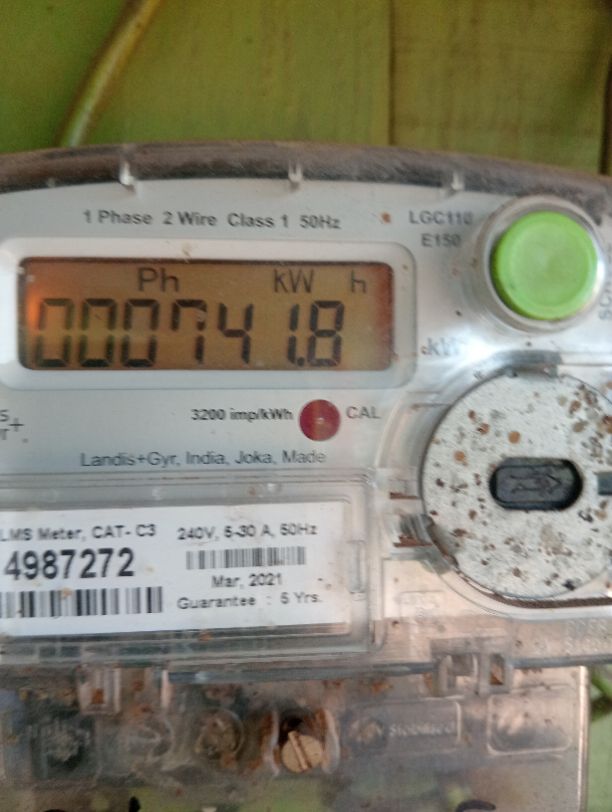 1 Phase 2 Wire Class 1 50Hz
LGC110
E150
Ph kW h
000741.8
3200 imp/kWh
CAL
Landis+Gyr, India, Joka, Made
LMS Meter, CAT- C3
4987272
240V, 5-30 A, 50Hz
Mar, 2021
Guarantee : 5 Yrs.